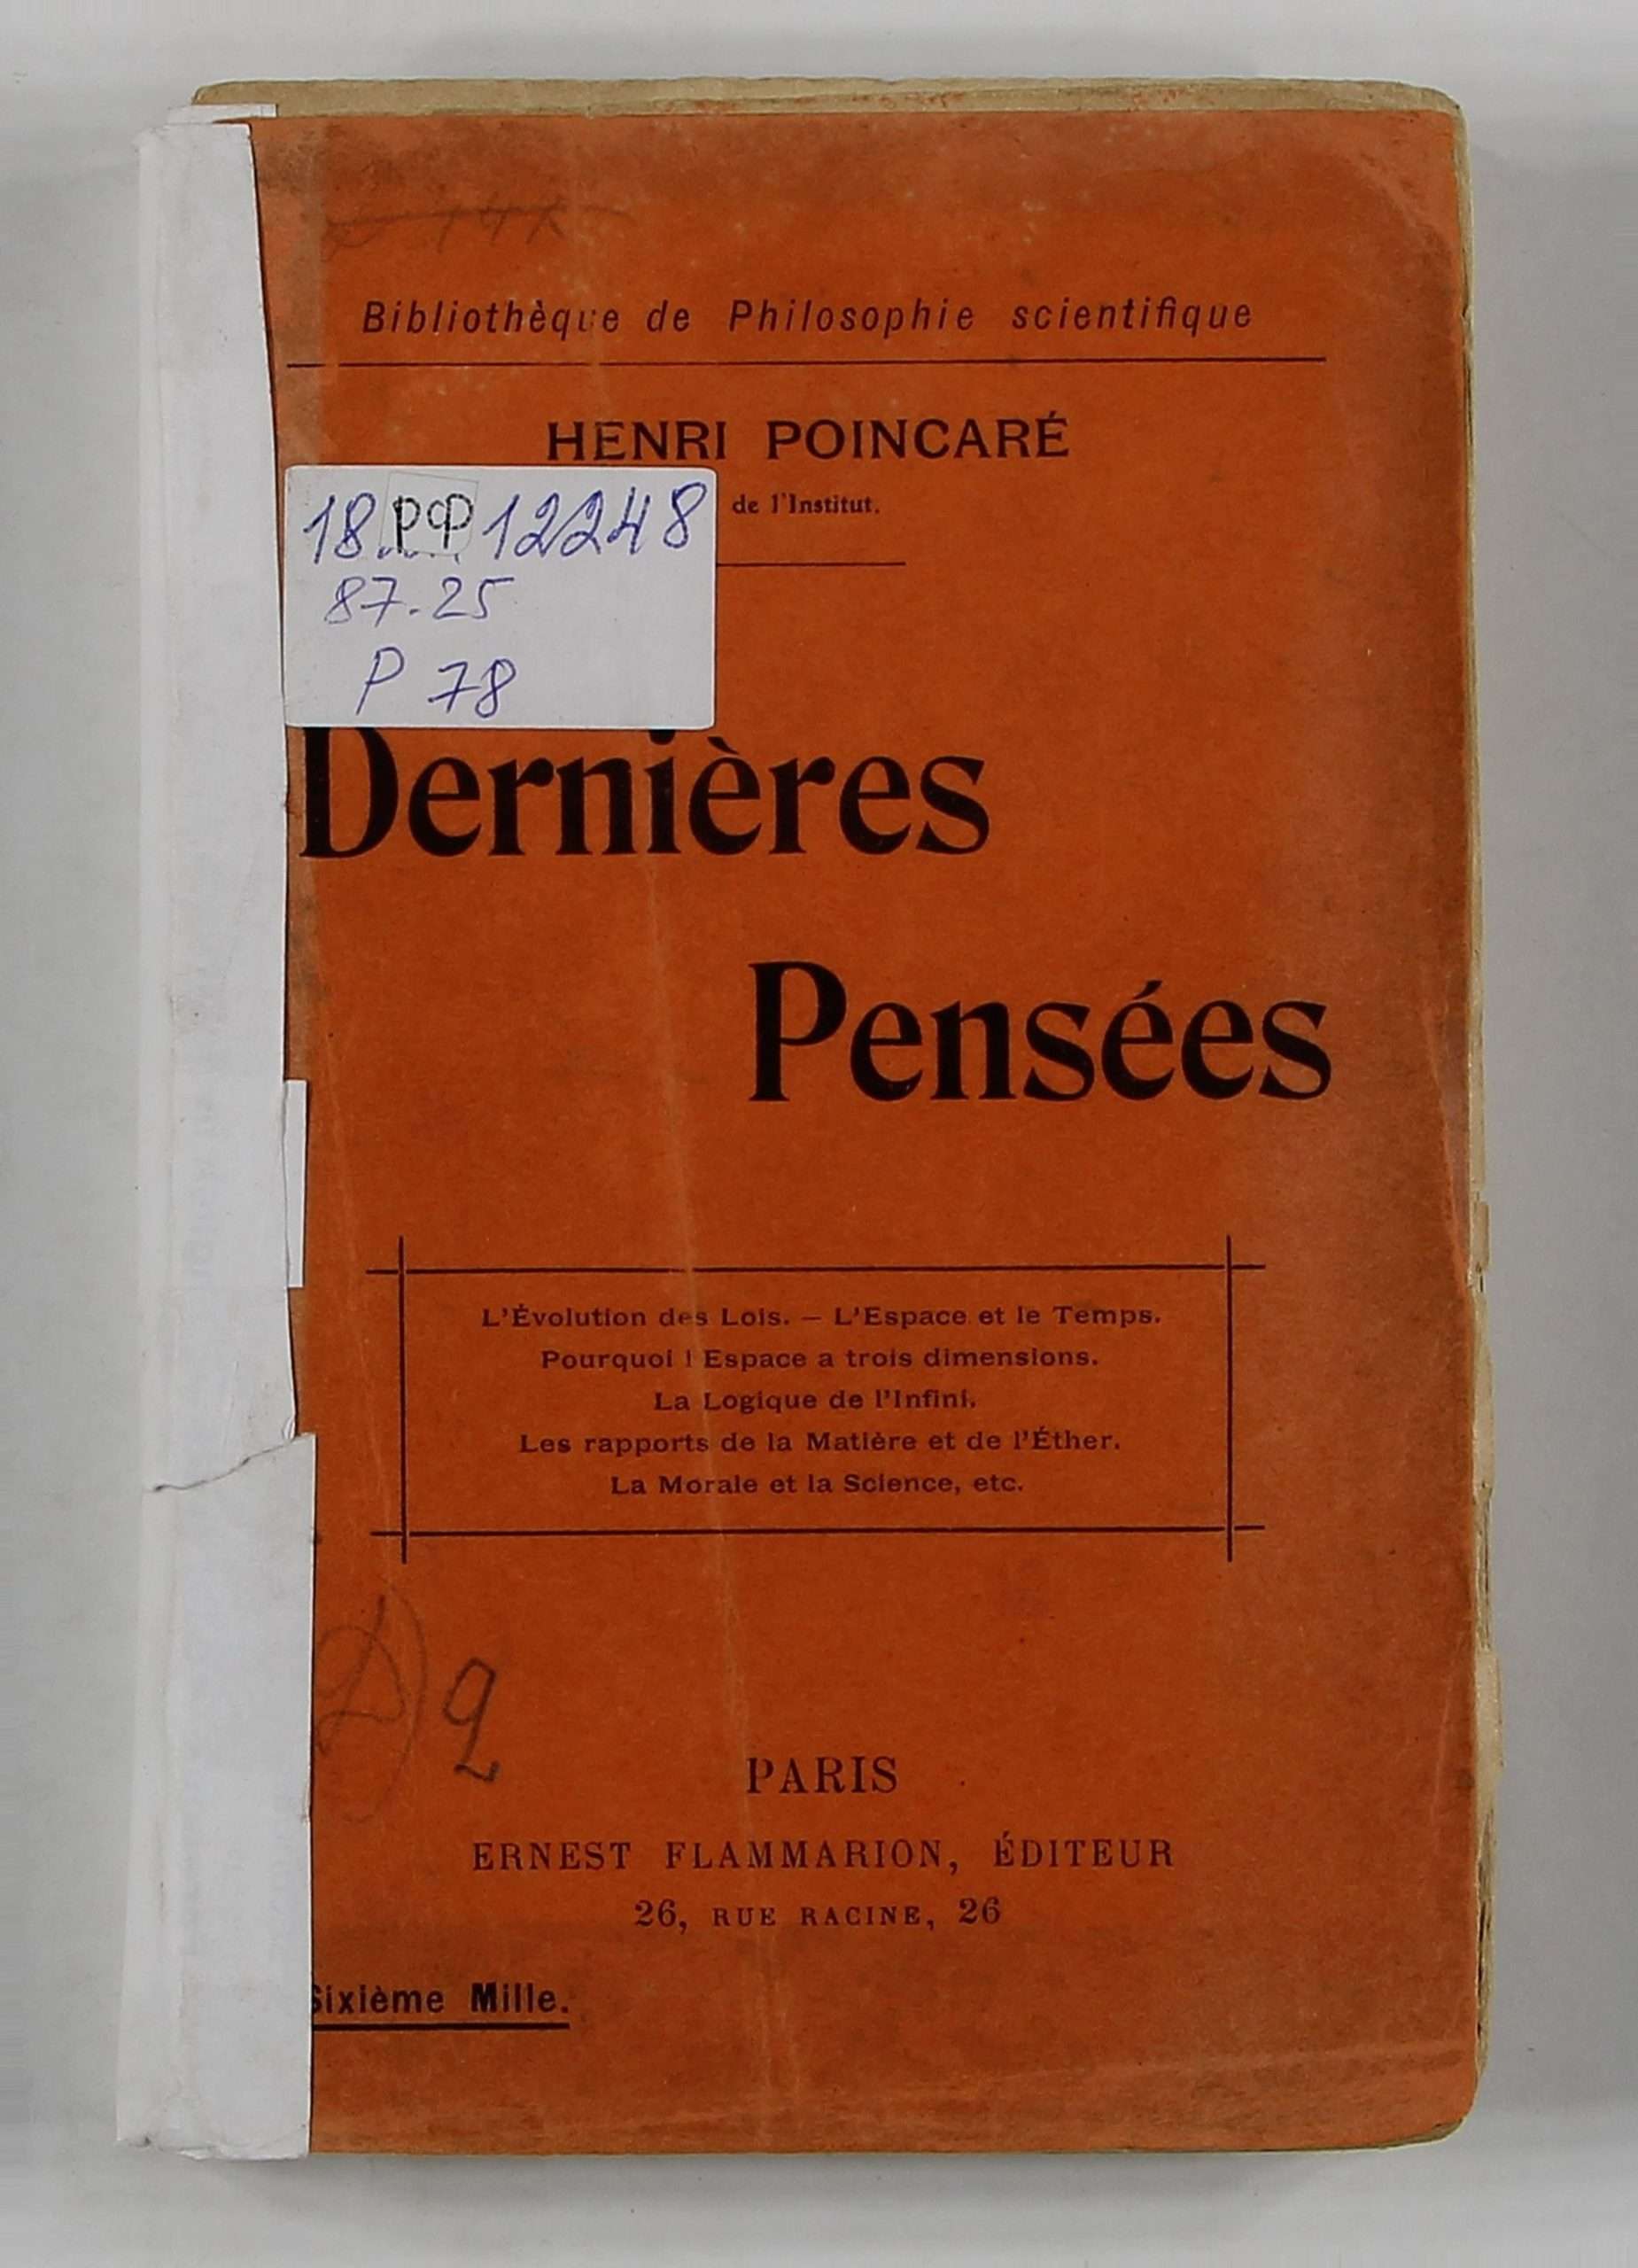 Bibliothèque de Philosophie scientifique
HENRI POINCARÉ
de l'Institut.
18 РФ 12248
87.25
P 78
Dernières
Pensées
L'Évolution des Lois. — L'Espace et le Temps.
Pourquoi l Espace a trois dimensions.
La Logique de l'Infini.
Les rapports de la Matière et de l'Éther.
La Morale et la Science, etc.
2
PARIS
ERNEST FLAMMARION, ÉDITEUR
26, RUE RACINE, 26
Sixième Mille.